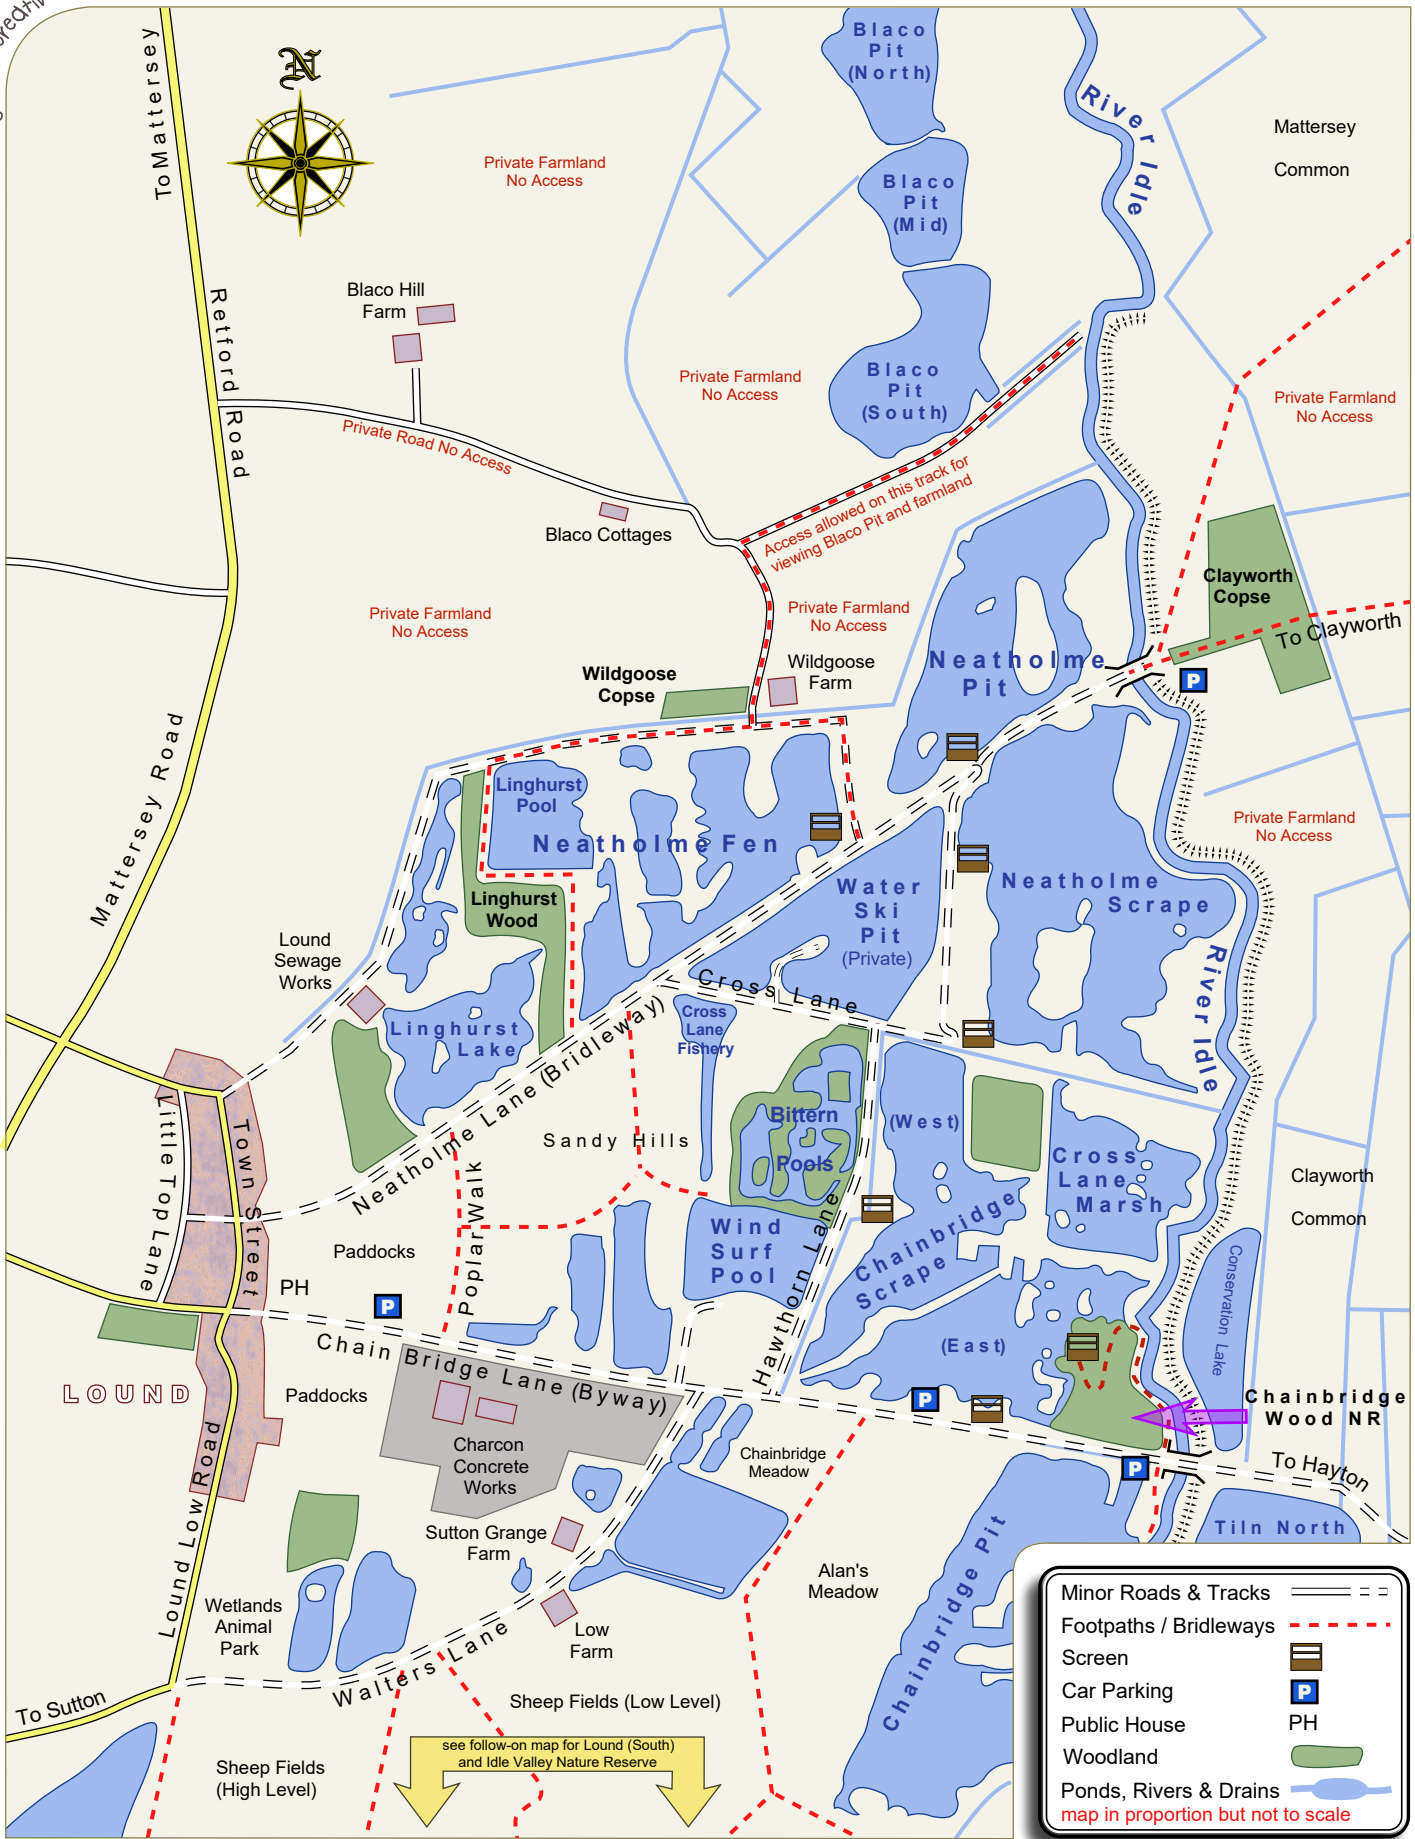 N
To Mattersey
Blaco
Pit
(North)
River Idle
Mattersey
Common
Private Farmland
No Access
Blaco
Pit
(Mid)
Blaco Hill
Farm
Retford Road
Private Farmland
No Access
Blaco
Pit
(South)
Private Farmland
No Access
Private Road No Access
Access allowed on this track for
viewing Blaco Pit and farmland
Blaco Cottages
Clayworth
Copse
To Clayworth
Private Farmland
No Access
Private Farmland
No Access
Wildgoose
Copse
Wildgoose
Farm
Neatholme
Pit
P
Mattersey Road
Linghurst
Pool
Neatholme Fen
Private Farmland
No Access
Linghurst
Wood
Water
Ski
Pit
(Private)
Neatholme
Scrape
Lound
Sewage
Works
Cross Lane
River Idle
Linghurst
Lake
Cross
Lane
Fishery
Neatholme Lane (Bridleway)
Little Top Lane
Town Street
Sandy Hills
Bittern
Pools
(West)
Cross
Lane
Marsh
Clayworth
Common
Poplar Walk
Paddocks
Wind
Surf
Pool
Hawthorn Lane
Chainbridge
Scrape
Conservation Lake
PH
P
Chain Bridge Lane (Byway)
(East)
LOUND
Paddocks
P
Chainbridge
Wood NR
Charcon
Concrete
Works
Chainbridge
Meadow
P
To Hayton
Lound Low Road
Sutton Grange
Farm
Tiln North
Alan's
Meadow
Chainbridge Pit
Wetlands
Animal
Park
Low
Farm
Walters Lane
To Sutton
Sheep Fields (Low Level)
Sheep Fields
(High Level)
see follow-on map for Lound (South)
and Idle Valley Nature Reserve
Minor Roads & Tracks
Footpaths / Bridleways
Screen
Car Parking P
Public House PH
Woodland
Ponds, Rivers & Drains
map in proportion but not to scale